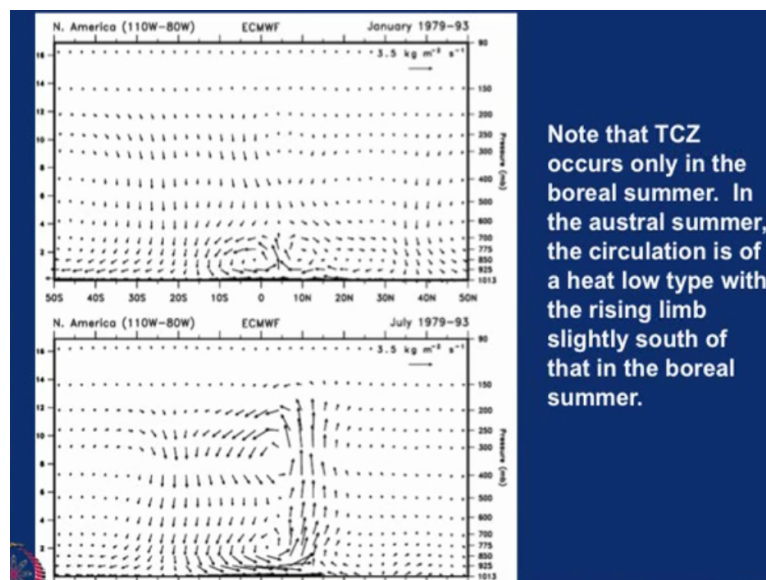 N. America (110W-80W) ECMWF January 1979-93
3.5 kg m⁻² s⁻¹
16
14
12
10
8
6
4
2
90
150
200
250
300
400
500
600
700
775
850
925
1013
Pressure (mb)
50S 40S 30S 20S 10S 0 10N 20N 30N 40N 50N
N. America (110W-80W) ECMWF July 1979-93
3.5 kg m⁻² s⁻¹
16
14
12
10
8
6
4
2
90
150
200
250
300
400
500
600
700
775
850
925
1013
Pressure (mb)
Note that TCZ
occurs only in the
boreal summer. In
the austral summer,
the circulation is of
a heat low type with
the rising limb
slightly south of
that in the boreal
summer.